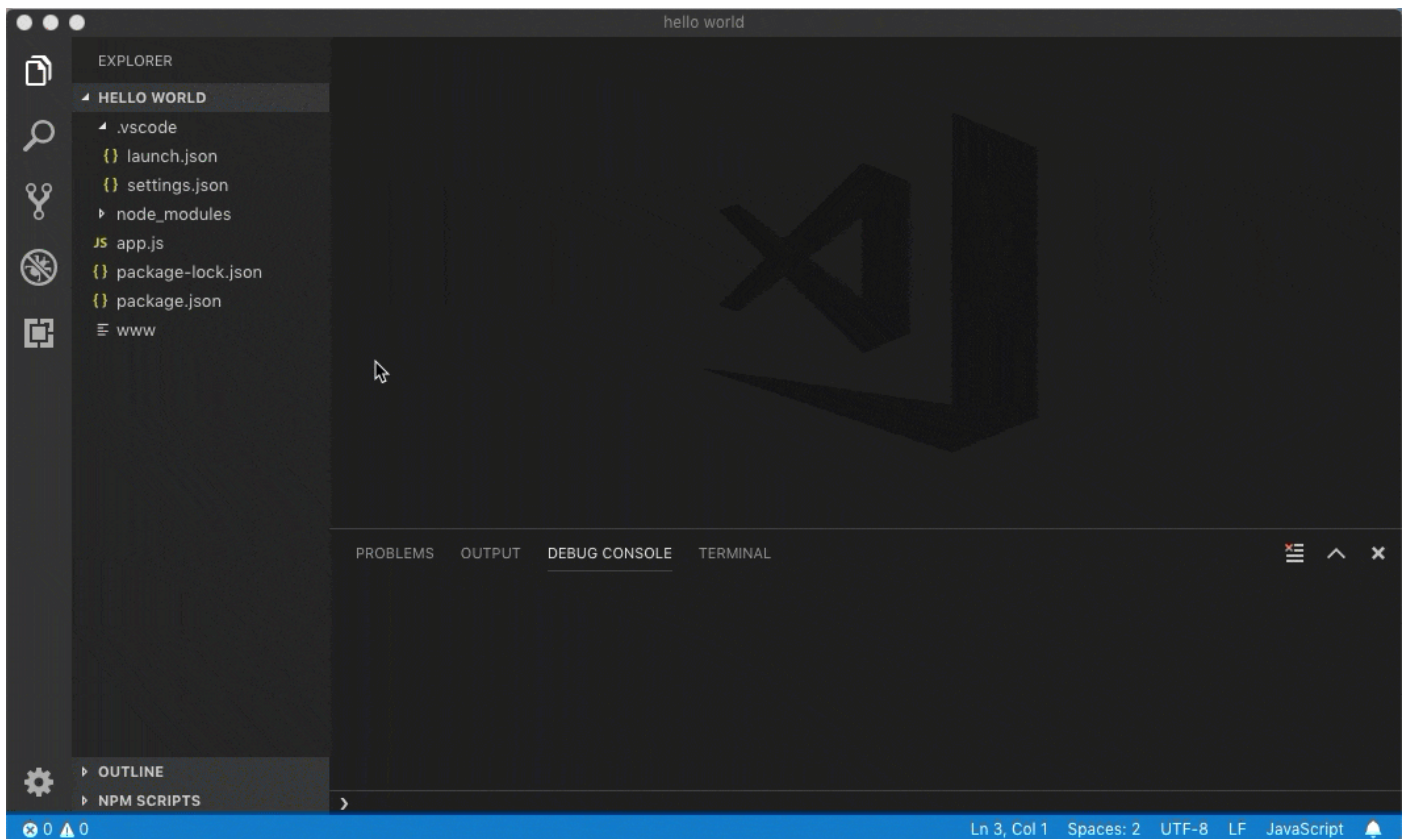 hello world
EXPLORER
HELLO WORLD
.vscode
{} launch.json
{} settings.json
node_modules
JS app.js
{} package-lock.json
{} package.json
www
OUTLINE
NPM SCRIPTS
PROBLEMS OUTPUT DEBUG CONSOLE TERMINAL
0 0 Ln 3, Col 1 Spaces: 2 UTF-8 LF JavaScript